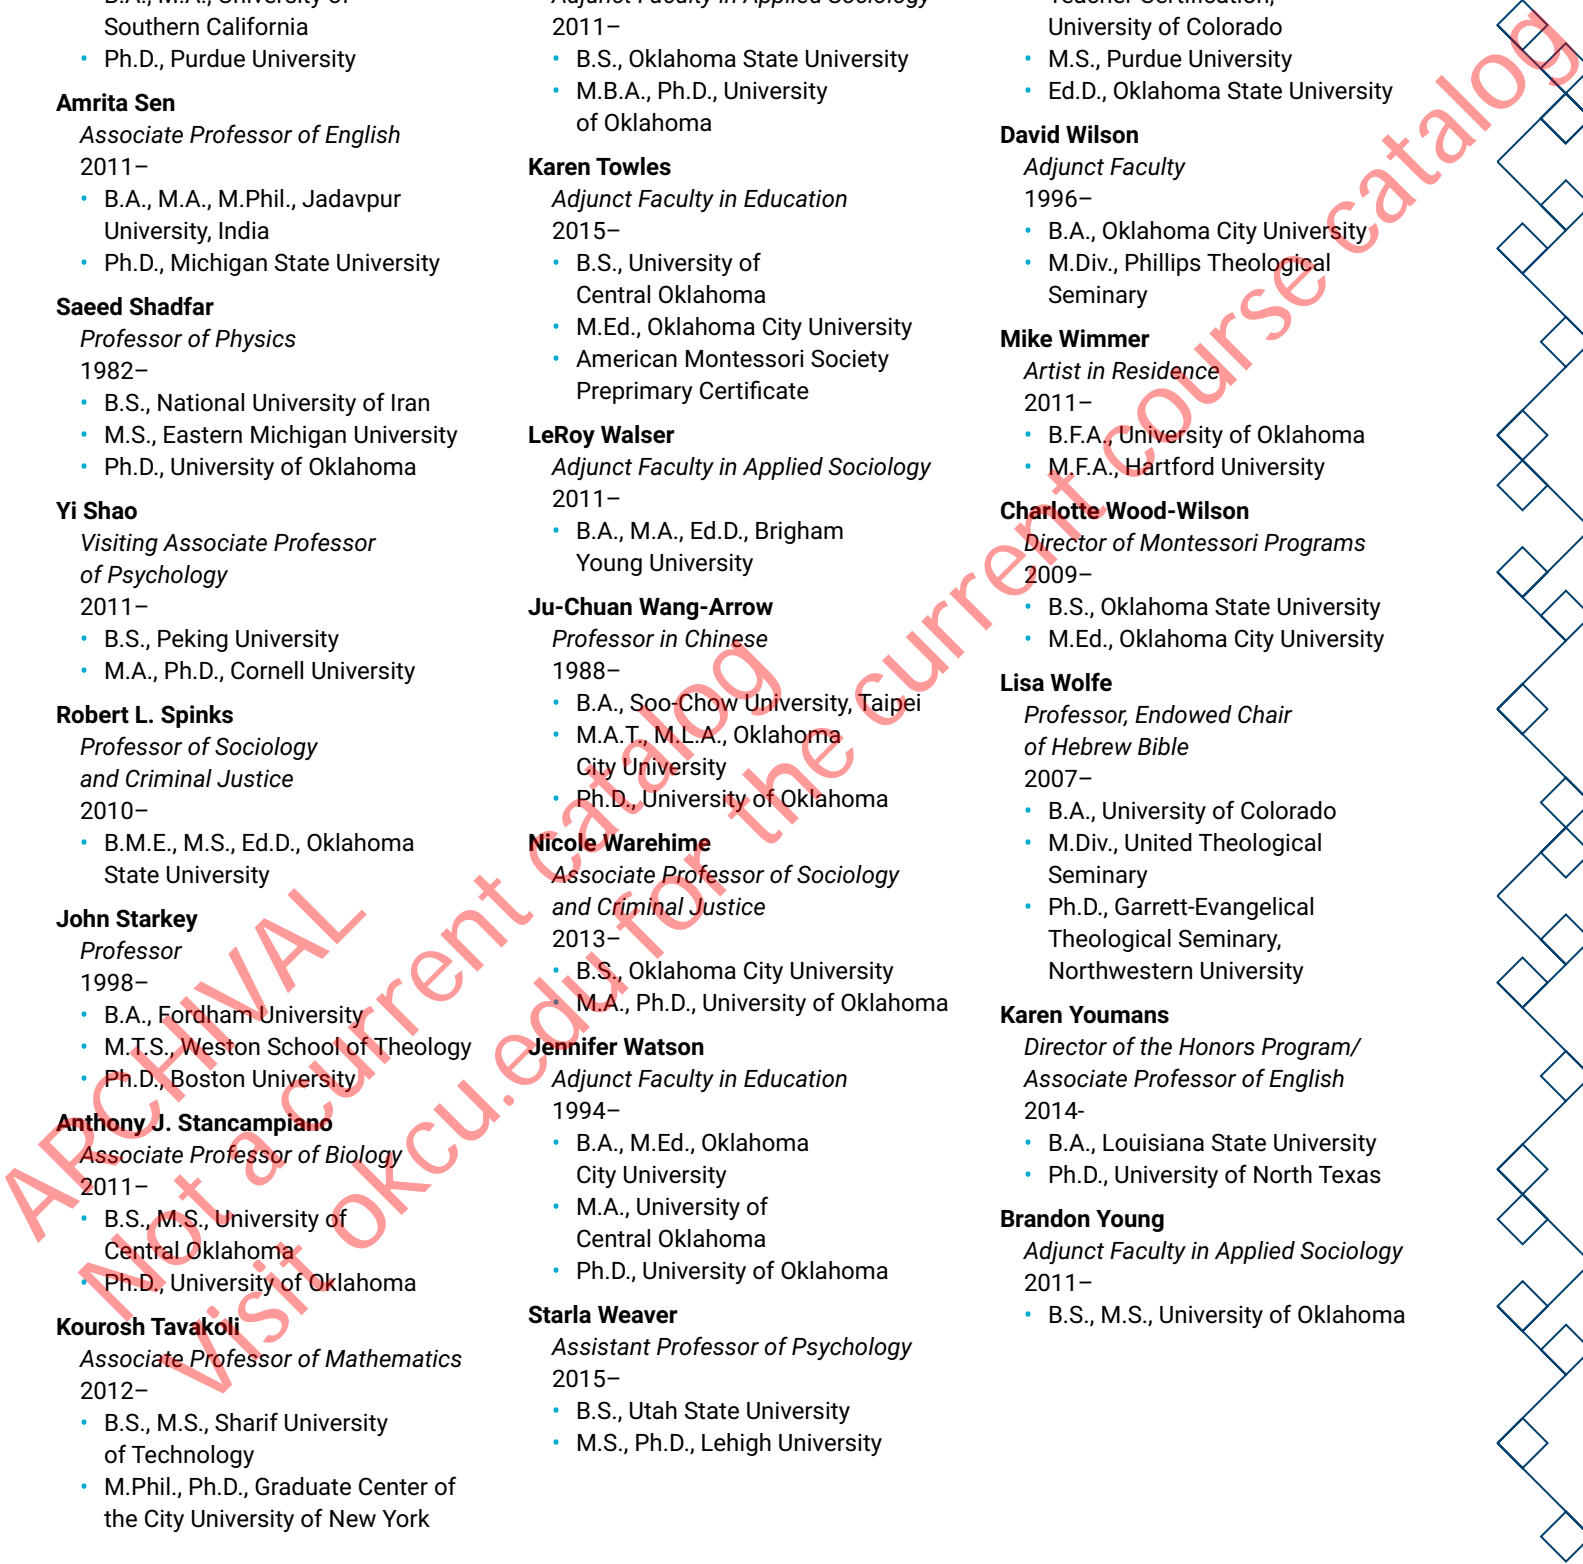 B.A., M.A., University of
Southern California
• Ph.D., Purdue University
Amrita Sen
Associate Professor of English
2011–
• B.A., M.A., M.Phil., Jadavpur
University, India
• Ph.D., Michigan State University
Saeed Shadfar
Professor of Physics
1982–
• B.S., National University of Iran
• M.S., Eastern Michigan University
• Ph.D., University of Oklahoma
Yi Shao
Visiting Associate Professor
of Psychology
2011–
• B.S., Peking University
• M.A., Ph.D., Cornell University
Robert L. Spinks
Professor of Sociology
and Criminal Justice
2010–
• B.M.E., M.S., Ed.D., Oklahoma
State University
John Starkey
Professor
1998–
• B.A., Fordham University
• M.T.S., Weston School of Theology
• Ph.D., Boston University
Anthony J. Stancampiano
Associate Professor of Biology
2011–
• B.S., M.S., University of
Central Oklahoma
• Ph.D., University of Oklahoma
Kourosh Tavakoli
Associate Professor of Mathematics
2012–
• B.S., M.S., Sharif University
of Technology
• M.Phil., Ph.D., Graduate Center of
the City University of New York
Adjunct Faculty in Applied Sociology
2011–
• B.S., Oklahoma State University
• M.B.A., Ph.D., University
of Oklahoma
Karen Towles
Adjunct Faculty in Education
2015–
• B.S., University of
Central Oklahoma
• M.Ed., Oklahoma City University
• American Montessori Society
Preprimary Certificate
LeRoy Walser
Adjunct Faculty in Applied Sociology
2011–
• B.A., M.A., Ed.D., Brigham
Young University
Ju-Chuan Wang-Arrow
Professor in Chinese
1988–
• B.A., Soo-Chow University, Taipei
• M.A.T., M.L.A., Oklahoma
City University
• Ph.D., University of Oklahoma
Nicole Warehime
Associate Professor of Sociology
and Criminal Justice
2013–
• B.S., Oklahoma City University
• M.A., Ph.D., University of Oklahoma
Jennifer Watson
Adjunct Faculty in Education
1994–
• B.A., M.Ed., Oklahoma
City University
• M.A., University of
Central Oklahoma
• Ph.D., University of Oklahoma
Starla Weaver
Assistant Professor of Psychology
2015–
• B.S., Utah State University
• M.S., Ph.D., Lehigh University
Teacher Certification,
University of Colorado
• M.S., Purdue University
• Ed.D., Oklahoma State University
David Wilson
Adjunct Faculty
1996–
• B.A., Oklahoma City University
• M.Div., Phillips Theological
Seminary
Mike Wimmer
Artist in Residence
2011–
• B.F.A., University of Oklahoma
• M.F.A., Hartford University
Charlotte Wood-Wilson
Director of Montessori Programs
2009–
• B.S., Oklahoma State University
• M.Ed., Oklahoma City University
Lisa Wolfe
Professor, Endowed Chair
of Hebrew Bible
2007–
• B.A., University of Colorado
• M.Div., United Theological
Seminary
• Ph.D., Garrett-Evangelical
Theological Seminary,
Northwestern University
Karen Youmans
Director of the Honors Program/
Associate Professor of English
2014-
• B.A., Louisiana State University
• Ph.D., University of North Texas
Brandon Young
Adjunct Faculty in Applied Sociology
2011–
• B.S., M.S., University of Oklahoma
ARCHIVAL
Not a current catalog
visit okcu.edu for the current course catalog